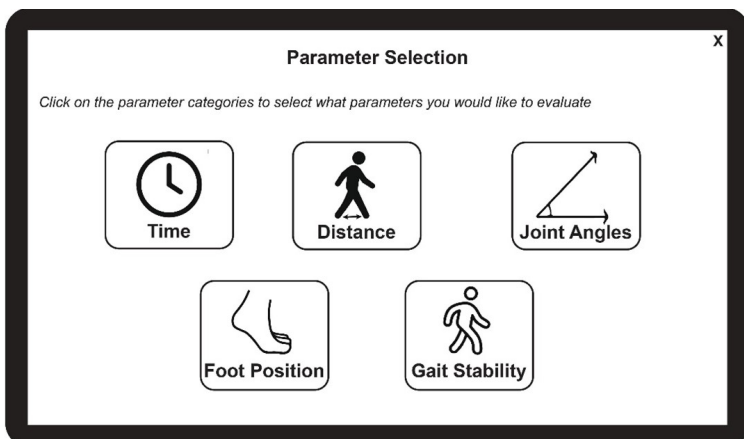 X
Parameter Selection
Click on the parameter categories to select what parameters you would like to evaluate
Time
Distance
Joint Angles
Foot Position
Gait Stability